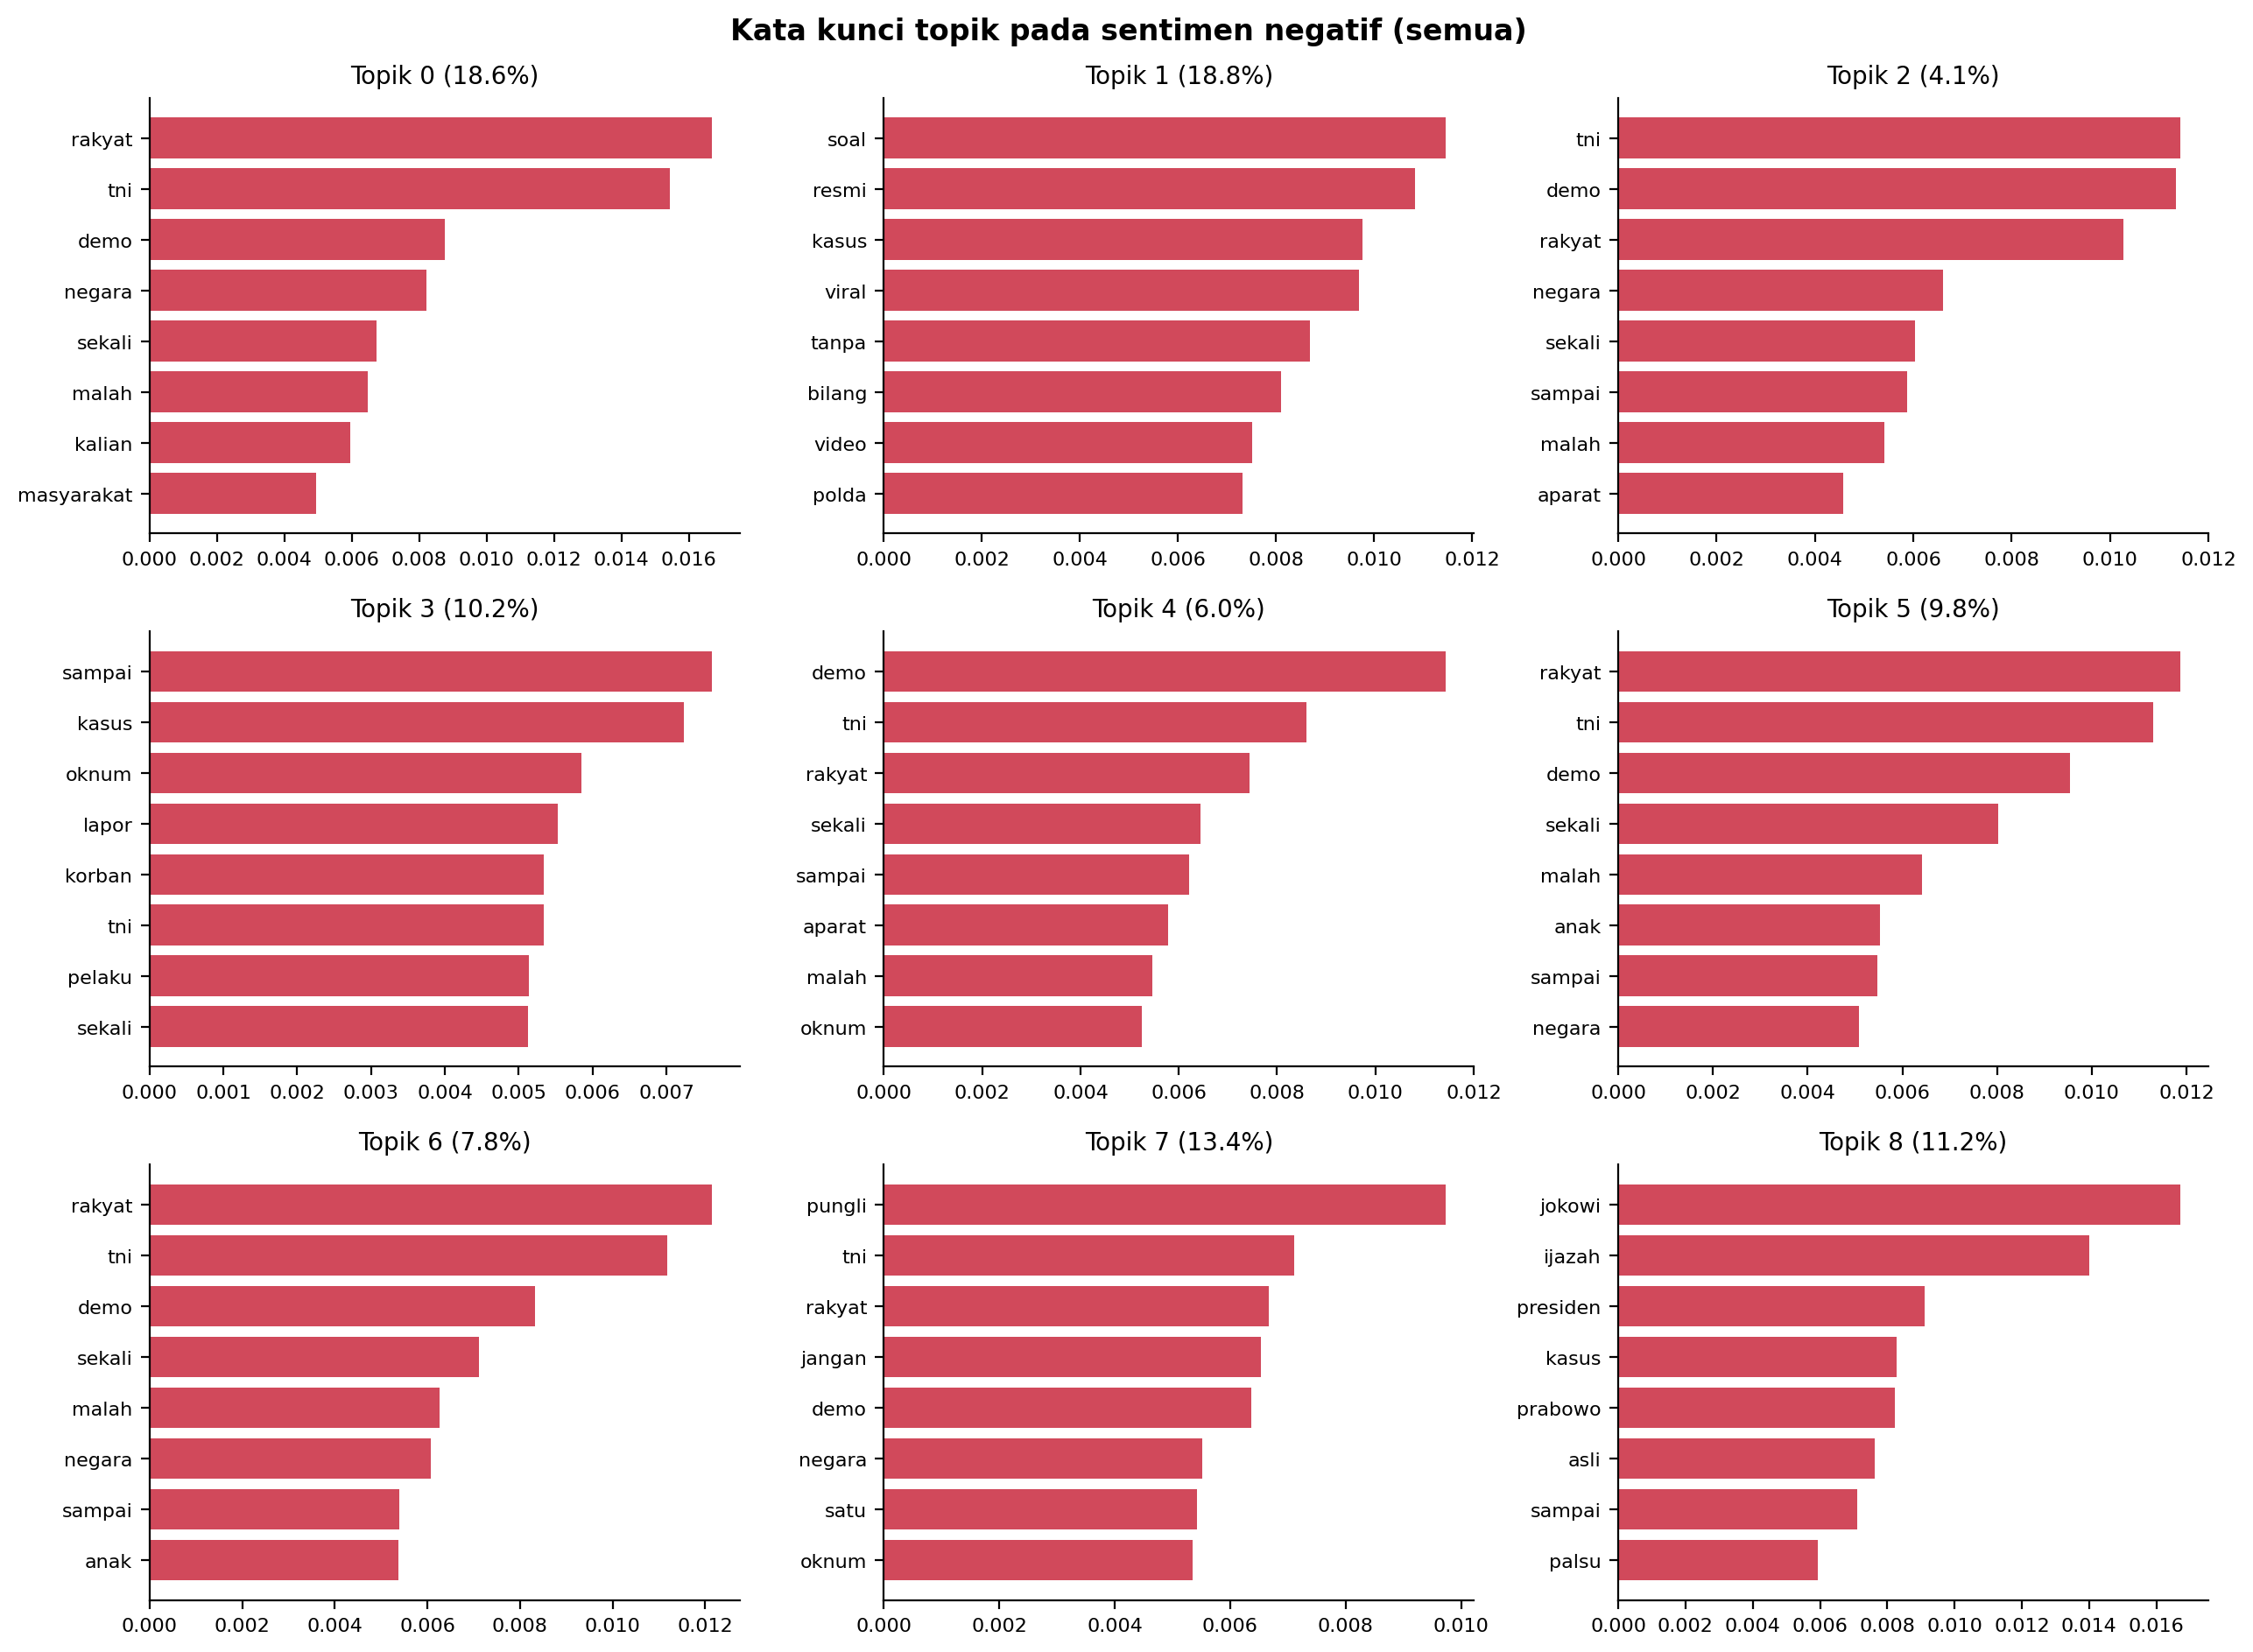 Kata kunci topik pada sentimen negatif (semua)
Topik 0 (18.6%)
rakyat
tni
demo
negara
sekali
malah
kalian
masyarakat
0.000 0.002 0.004 0.006 0.008 0.010 0.012 0.014 0.016
Topik 1 (18.8%)
soal
resmi
kasus
viral
tanpa
bilang
video
polda
0.000 0.002 0.004 0.006 0.008 0.010 0.012
Topik 2 (4.1%)
tni
demo
rakyat
negara
sekali
sampai
malah
aparat
0.000 0.002 0.004 0.006 0.008 0.010 0.012
Topik 3 (10.2%)
sampai
kasus
oknum
lapor
korban
tni
pelaku
sekali
0.000 0.001 0.002 0.003 0.004 0.005 0.006 0.007
Topik 4 (6.0%)
demo
tni
rakyat
sekali
sampai
aparat
malah
oknum
0.000 0.002 0.004 0.006 0.008 0.010 0.012
Topik 5 (9.8%)
rakyat
tni
demo
sekali
malah
anak
sampai
negara
0.000 0.002 0.004 0.006 0.008 0.010 0.012
Topik 6 (7.8%)
rakyat
tni
demo
sekali
malah
negara
sampai
anak
0.000 0.002 0.004 0.006 0.008 0.010 0.012
Topik 7 (13.4%)
pungli
tni
rakyat
jangan
demo
negara
satu
oknum
0.000 0.002 0.004 0.006 0.008 0.010
Topik 8 (11.2%)
jokowi
ijazah
presiden
kasus
prabowo
asli
sampai
palsu
0.000 0.002 0.004 0.006 0.008 0.010 0.012 0.014 0.016